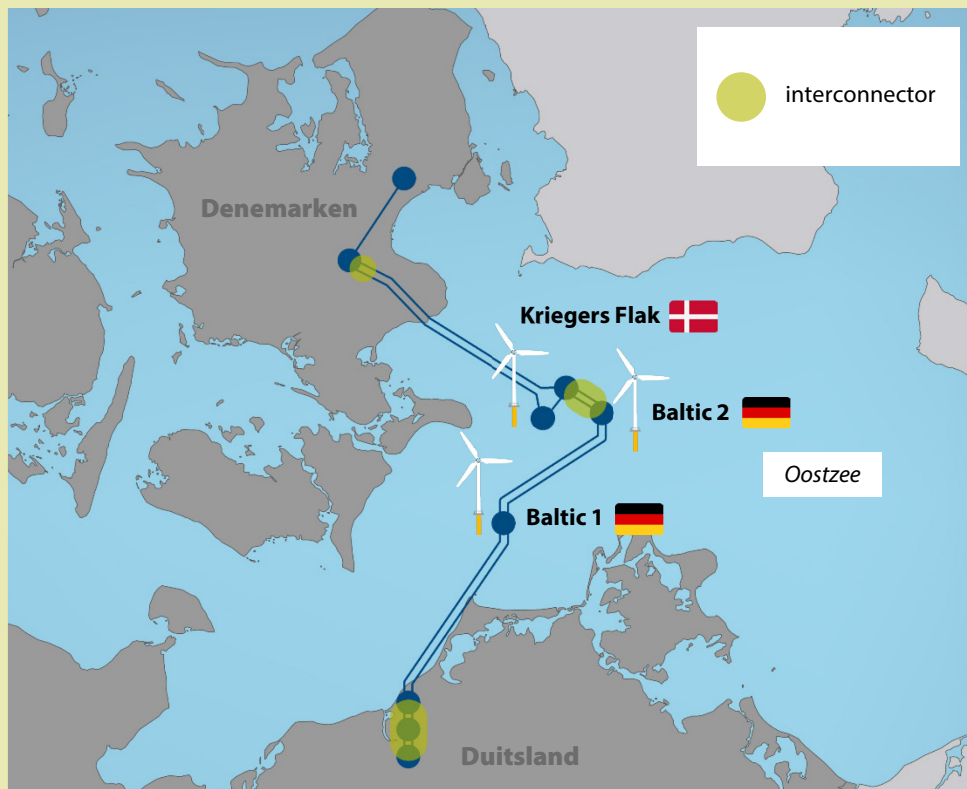 interconnector
Denemarken
Kriegers Flak
Baltic 2
Oostzee
Baltic 1
Duitsland